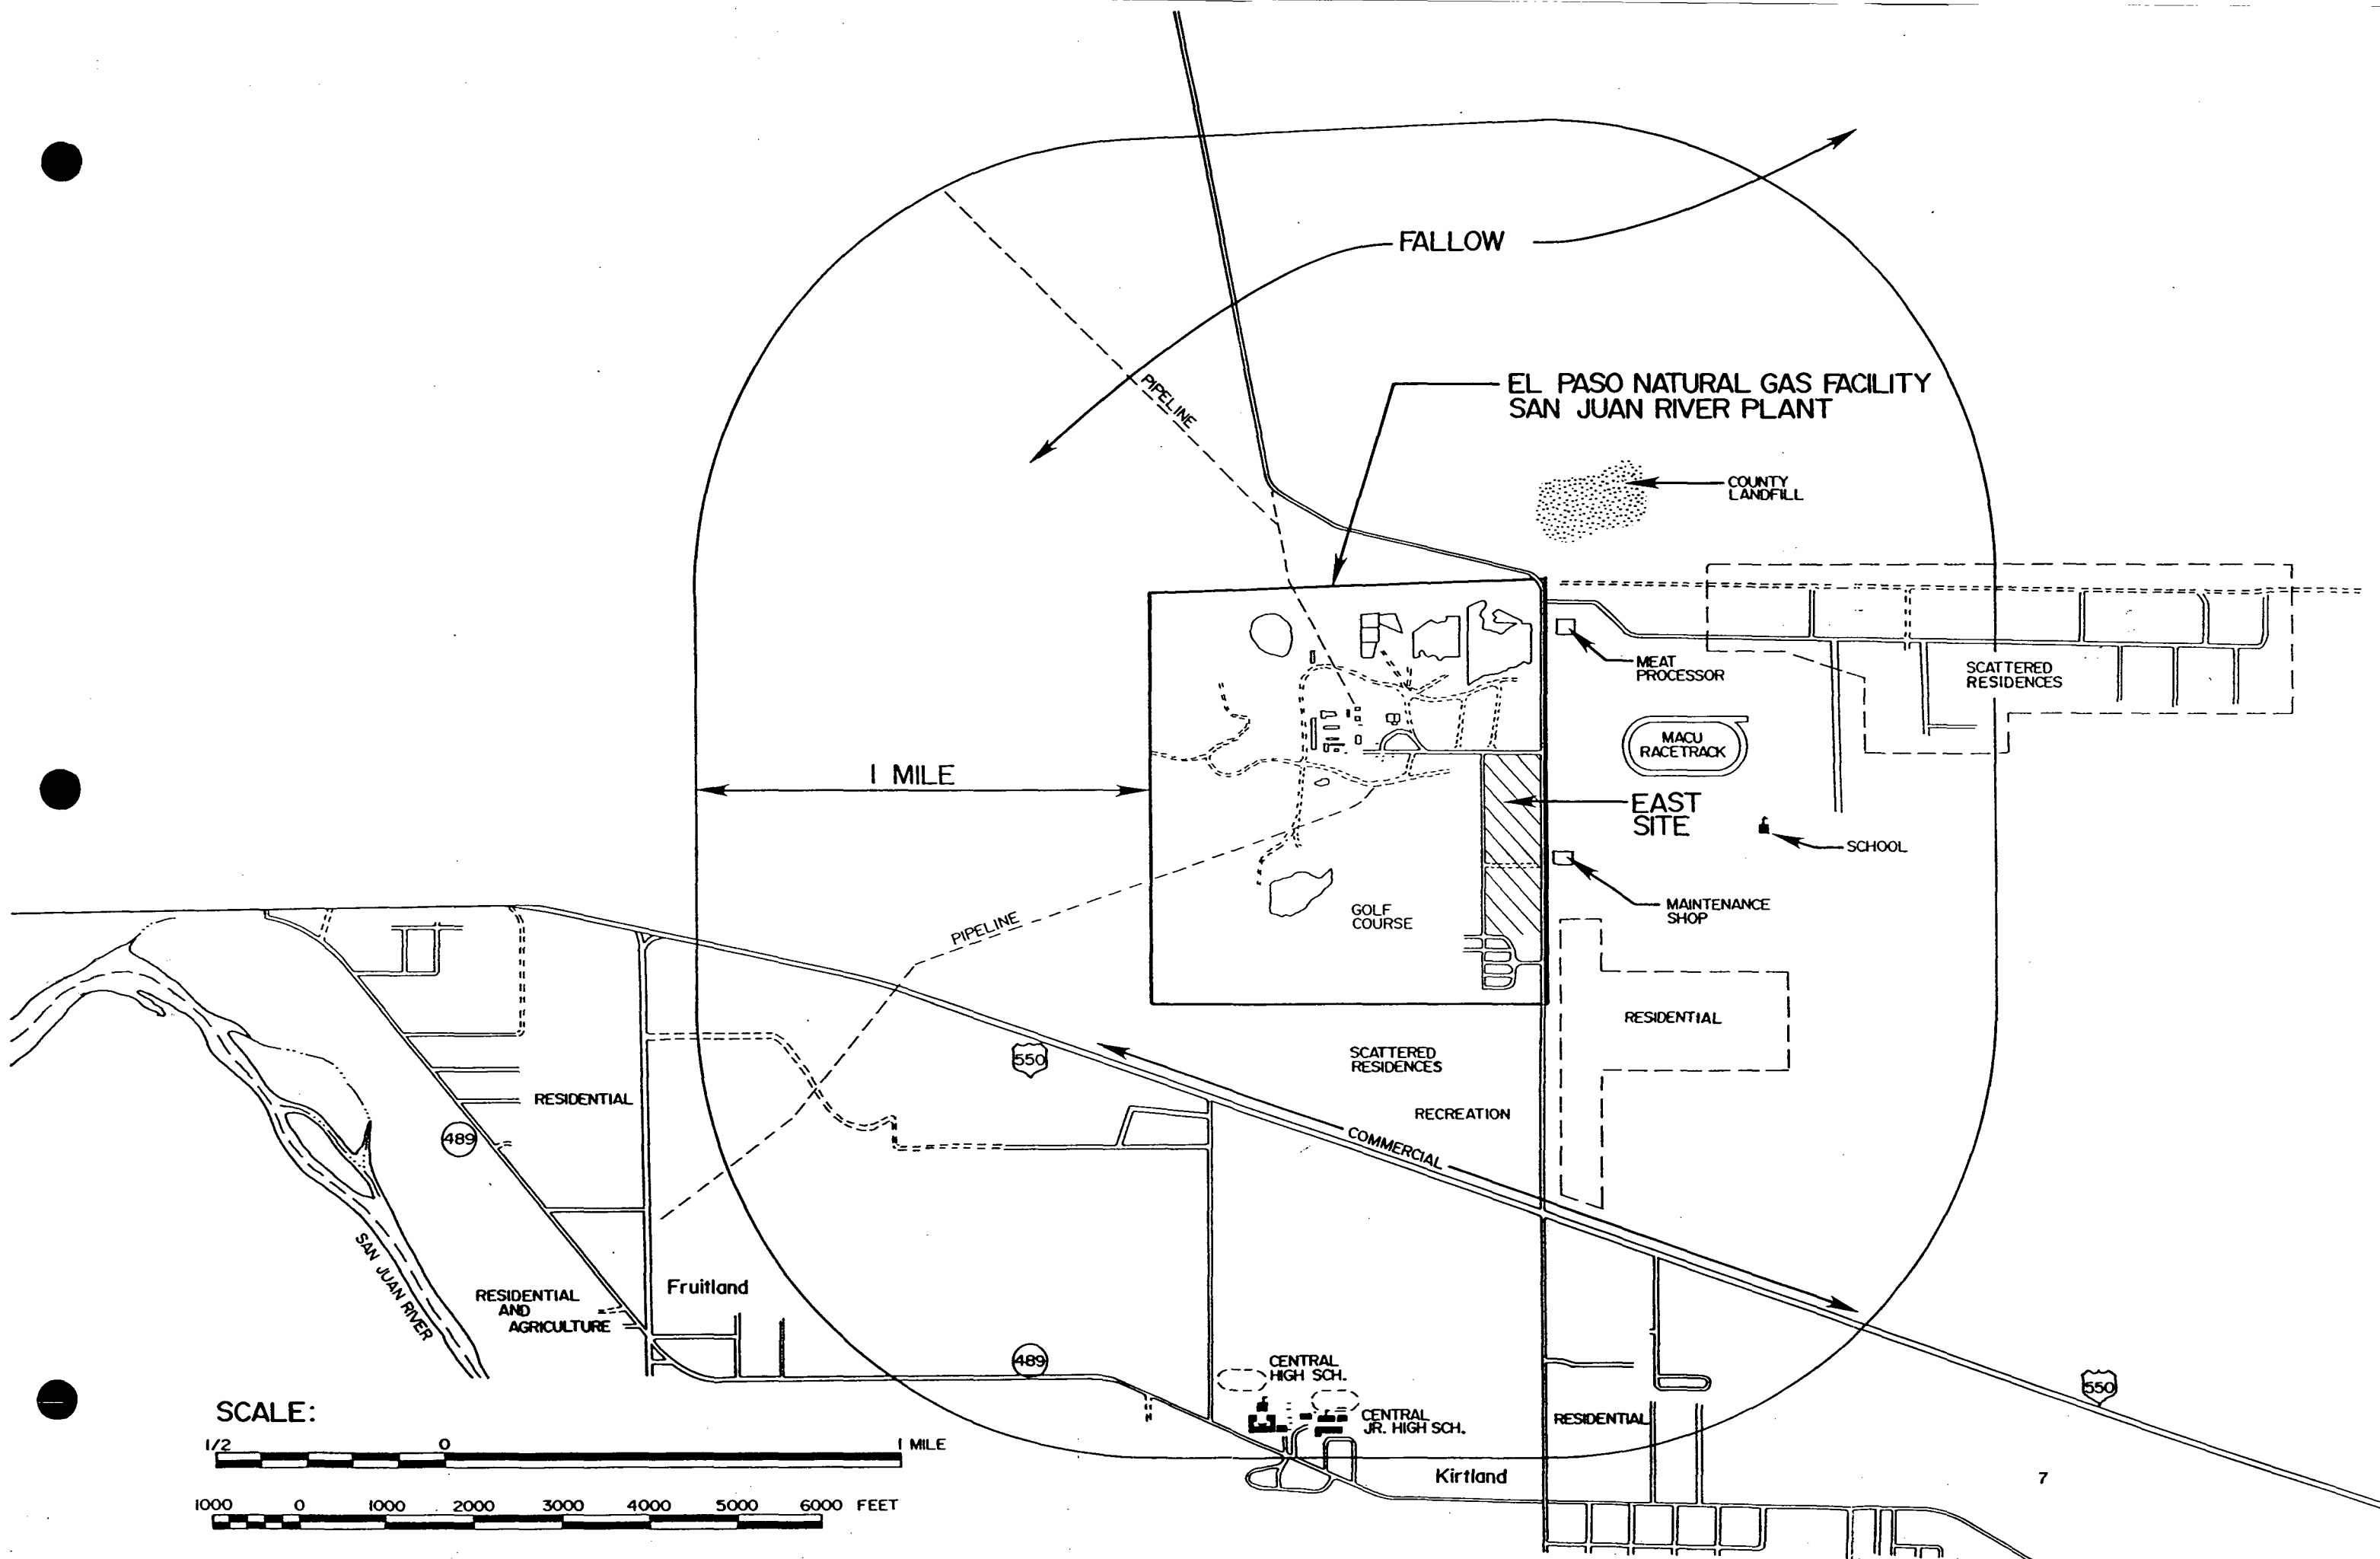 FALLOW
PIPELINE
EL PASO NATURAL GAS FACILITY
SAN JUAN RIVER PLANT
COUNTY
LANDFILL
MEAT
PROCESSOR
SCATTERED
RESIDENCES
MACU
RACETRACK
1 MILE
EAST
SITE
SCHOOL
MAINTENANCE
SHOP
GOLF
COURSE
PIPELINE
RESIDENTIAL
550
SCATTERED
RESIDENCES
RESIDENTIAL
RECREATION
489
COMMERCIAL
SAN JUAN RIVER
Fruitland
RESIDENTIAL
AND
AGRICULTURE
489
CENTRAL
HIGH SCH.
CENTRAL
JR. HIGH SCH.
RESIDENTIAL
550
Kirtland
7
SCALE:
1/2 0 1 MILE
1000 0 1000 2000 3000 4000 5000 6000 FEET